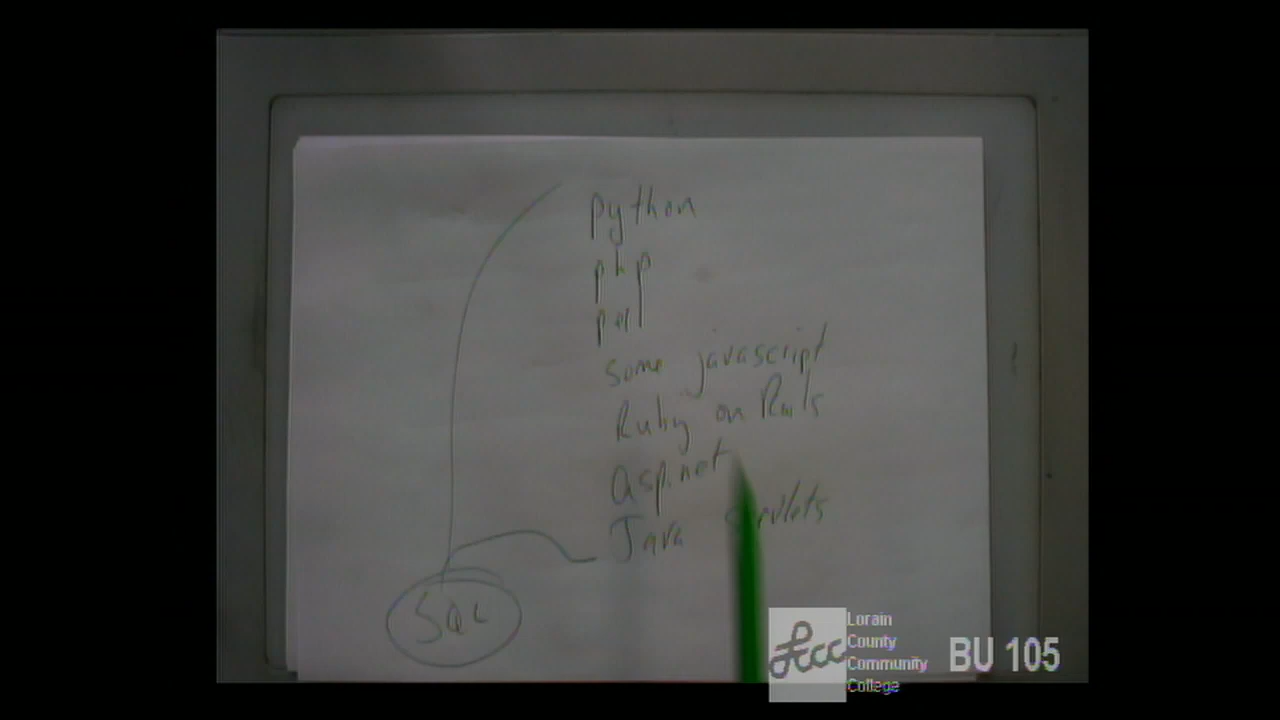 python
php
perl
some javascript
Ruby on Rails
asp.net
Java servlets
SQL
lccc
Lorain
County
Community
College
BU 105